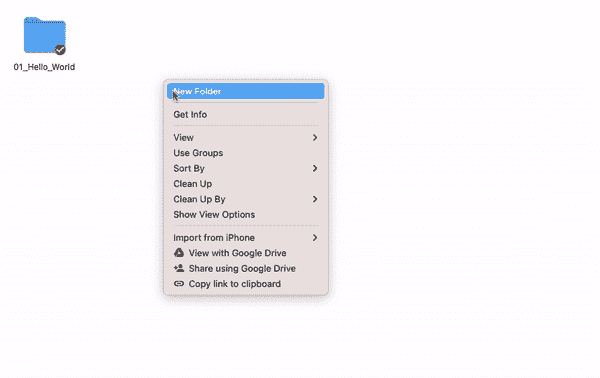 01_Hello_World
New Folder
Get Info
View
Use Groups
Sort By
Clean Up
Clean Up By
Show View Options
Import from iPhone
View with Google Drive
Share using Google Drive
Copy link to clipboard